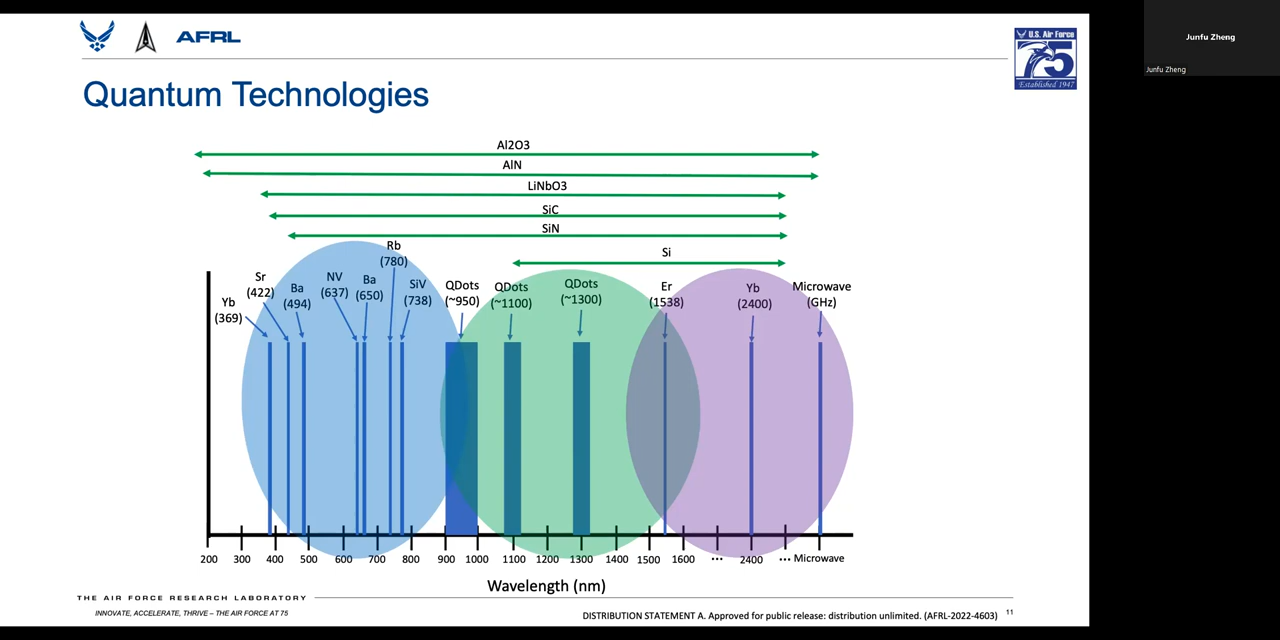 AFRL
U.S. Air Force
75
Established 1947
Junfu Zheng
Junfu Zheng
Quantum Technologies
Al2O3
AlN
LiNbO3
SiC
SiN
Si
Yb
(369)
Sr
(422)
Ba
(494)
NV
(637)
Ba
(650)
Rb
(780)
SiV
(738)
QDots
(~950)
QDots
(~1100)
QDots
(~1300)
Er
(1538)
Yb
(2400)
Microwave
(GHz)
200 300 400 500 600 700 800 900 1000 1100 1200 1300 1400 1500 1600 ... 2400 ... Microwave
Wavelength (nm)
THE AIR FORCE RESEARCH LABORATORY
INNOVATE, ACCELERATE, THRIVE – THE AIR FORCE AT 75
DISTRIBUTION STATEMENT A. Approved for public release: distribution unlimited. (AFRL-2022-4603)
11